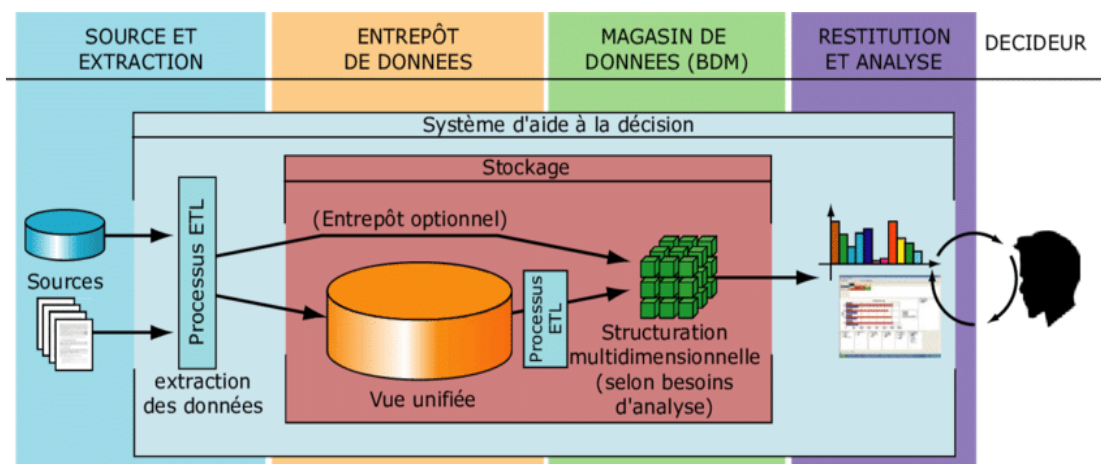 SOURCE ET
EXTRACTION
ENTREPÔT
DE DONNEES
MAGASIN DE
DONNEES (BDM)
RESTITUTION
ET ANALYSE
DECIDEUR
Système d'aide à la décision
Stockage
Processus ETL
(Entrepôt optionnel)
Sources
Processus
ETL
Structuration
multidimensionnelle
(selon besoins
d'analyse)
extraction
des données
Vue unifiée